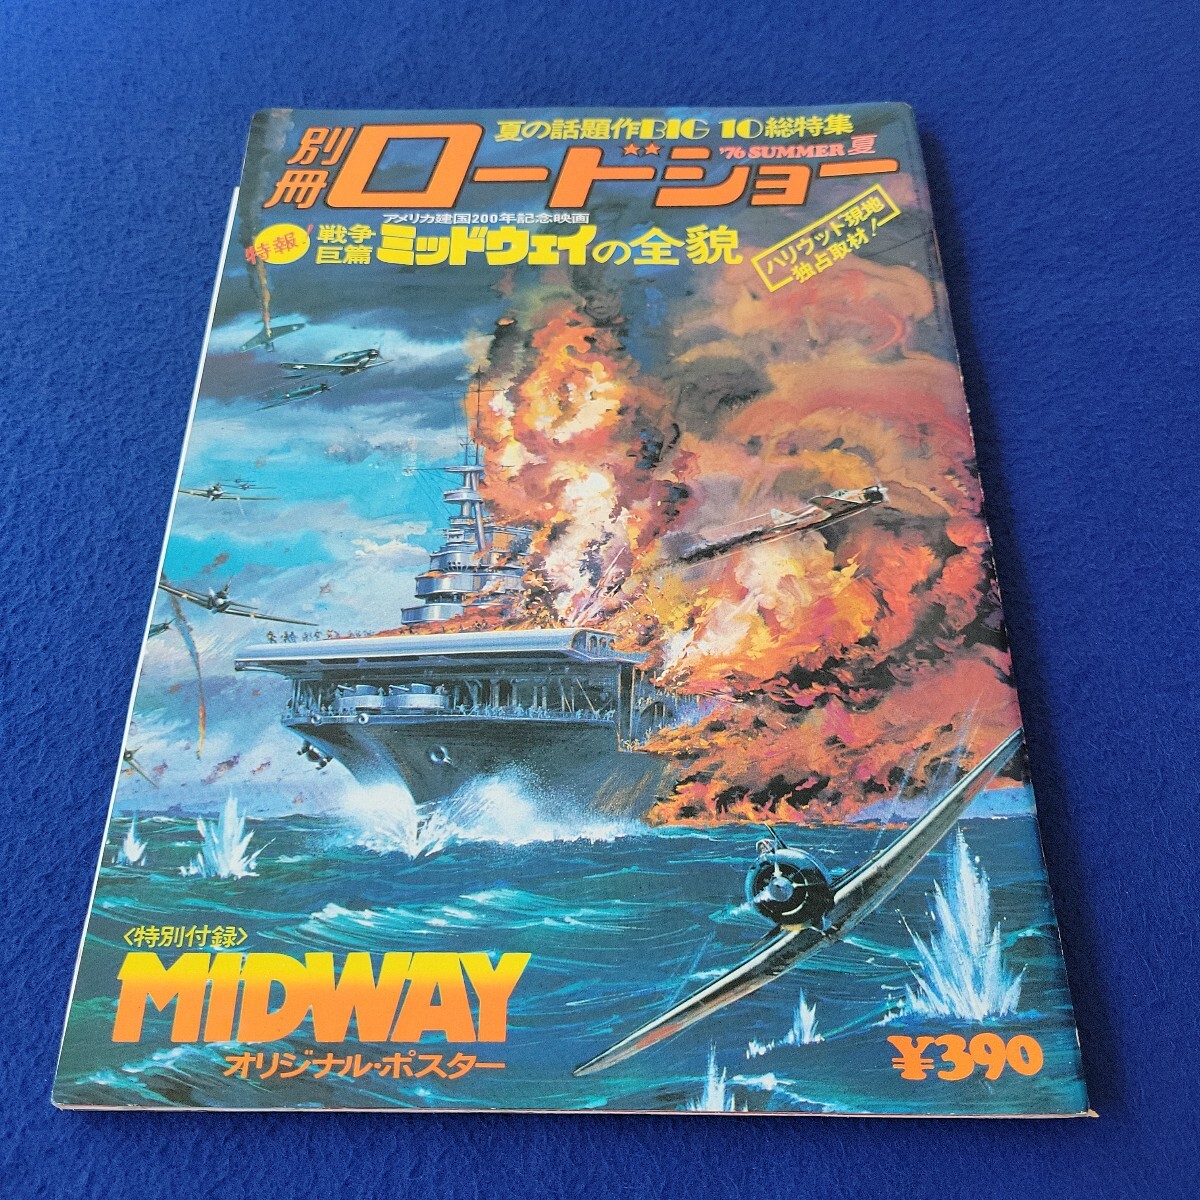 夏の話題作BIG 10総特集
別冊
ロードショー
'76 SUMMER 夏
アメリカ建国200年記念映画
特報!
戦争巨篇
ミッドウェイの全貌
ハリウッド現地
独占取材!
〈特別付録〉
MIDWAY
オリジナル・ポスター
¥390